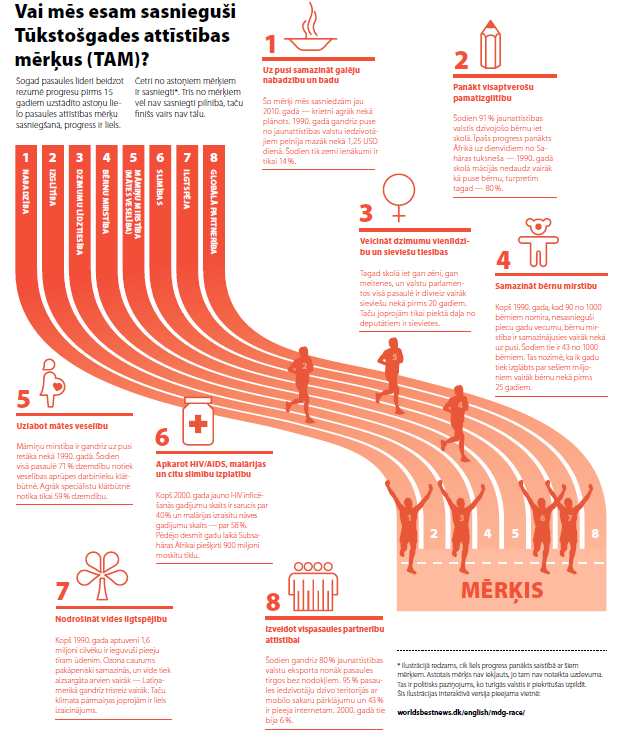 Vai mēs esam sasnieguši
Tūkstošgades attīstības
mērķus (TAM)?
Šogad pasaules līderi beidzot
rezumē progresu pirms 15
gadiem uzstādīto astoņu lie-
lo pasaules attīstības mērķu
sasniegšanā, progress ir liels.
Četri no astoņiem mērķiem
ir sasniegti*. Trīs no mērķiem
vēl nav sasniegti pilnībā, taču
finišs vairs nav tālu.
1
NABADZĪBA
2
IZGLĪTĪBA
3
DZIMUMU LĪDZTIESĪBA
4
BĒRNU MIRSTĪBA
5
MĀMIŅU MIRSTĪBA
(MĀTES VESELĪBA)
6
SLIMĪBAS
7
ILGTSPĒJA
8
GLOBĀLA PARTNERĪBA
1
Uz pusi samazināt galēju
nabadzību un badu
Šo mērķi mēs sasniedzām jau
2010. gadā — krietni agrāk nekā
plānots. 1990. gadā gandrīz puse
no jaunattīstības valstu iedzīvotā-
jiem pelnīja mazāk nekā 1,25 USD
dienā. Šodien tik zemi ienākumi ir
tikai 14%.
2
Panākt visaptverošu
pamatizglītību
Šodien 91% jaunattīstības
valstīs dzīvojošo bērnu iet
skolā. Īpašs progress panākts
Āfrikā uz dienvidiem no Sa-
hāras tuksneša — 1990. gadā
skolā mācījās nedaudz vairāk
kā puse bērnu, turpretim
tagad — 80%.
3
Veicināt dzimumu vienlīdzī-
bu un sieviešu tiesības
Tagad skolā iet gan zēni, gan
meitenes, un valstu parlamen-
tos visā pasaulē ir divreiz vairāk
sieviešu nekā pirms 20 gadiem.
Taču joprojām tikai piektā daļa no
deputātiem ir sievietes.
4
Samazināt bērnu mirstību
Kopš 1990. gada, kad 90 no 1000
bērniem nomira, nesasnieguši
piecu gadu vecumu, bērnu mir-
stība ir samazinājusies vairāk nekā
uz pusi. Šodien tie ir 43 no 1000
bērniem. Tas nozīmē, ka ik gadu
tiek izglābts par sešiem miljo-
niem vairāk bērnu nekā pirms
25 gadiem.
2
5
4
5
Uzlabot mātes veselību
Māmiņu mirstība ir gandrīz uz pusi
retāka nekā 1990. gadā. Šodien
visā pasaulē 71% dzemdību notiek
veselības aprūpes darbinieku klāt-
būtnē. Agrāk speciālistu klātbūtnē
notika tikai 59% dzemdību.
6
Apkarot HIV/AIDS, malārijas
un citu slimību izplatību
Kopš 2000. gada jauno HIV inficē-
šanās gadījumu skaits ir sarucis par
40% un malārijas izraisītu nāves
gadījumu skaits — par 58%.
Pēdējo desmit gadu laikā Subsa-
hāras Āfrikai piešķirti 900 miljoni
moskītu tīklu.
1
2
3
4
5
6
7
8
MĒRĶIS
7
Nodrošināt vides ilgtspējību
Kopš 1990. gada aptuveni 1,6
miljoni cilvēku ir ieguvuši pieeju
tīram ūdenim. Ozona caurums
pakāpeniski samazinās, un vide tiek
aizsargāta arvien vairāk — Latīņa-
merikā gandrīz trīsreiz vairāk. Taču
klimata pārmaiņas joprojām ir liels
izaicinājums.
8
Izveidot vispasaules partnerību
attīstībai
Šodien gandrīz 80% jaunattīstības
valstu eksporta nonāk pasaules
tirgos bez nodokļiem. 95% pasau-
les iedzīvotāju dzīvo teritorijās ar
mobilo sakaru pārklājumu un 43%
ir pieeja internetam. 2000. gadā tie
bija 6%.
* Ilustrācijā redzams, cik liels progress panākts saistībā ar šiem
mērķiem. Astotais mērķis nav iekļauts, jo tam nav noteikta uzdevuma.
Tas ir politisks paziņojums, ko turīgās valstis ir piekritušas izpildīt.
Šīs ilustrācijas interaktīvā versija pieejama vietnē:
worldsbestnews.dk/english/mdg-race/